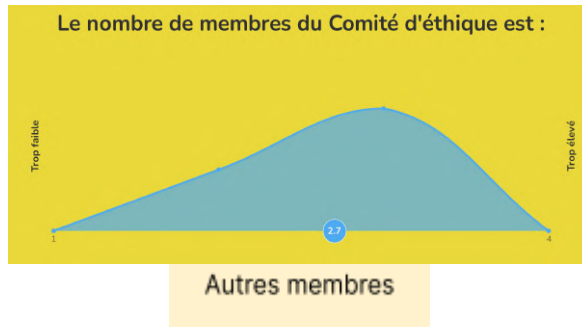 Le nombre de membres du Comité d'éthique est :
Trop faible
Trop élevé
2.7
1
4
Autres membres